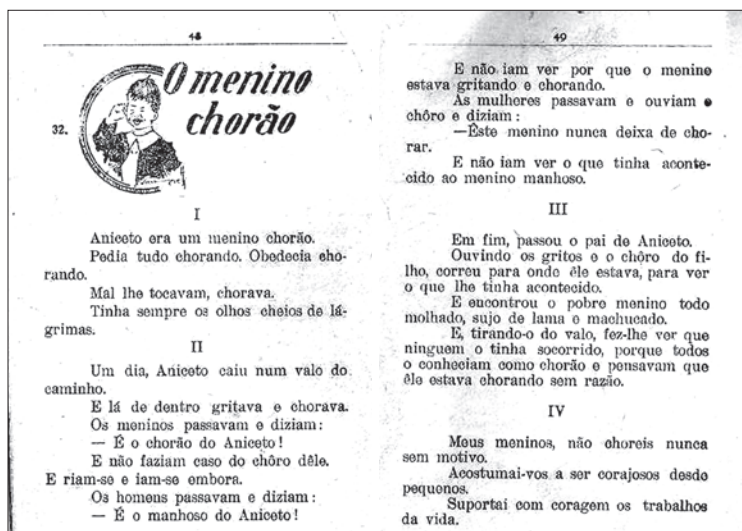 48
32.
O menino
chorão
I
Aniceto era um menino chorão.
Pedia tudo chorando. Obedecia cho-
rando.
Mal lhe tocavam, chorava.
Tinha sempre os olhos cheios de lá-
grimas.
II
Um dia, Aniceto caiu num valo do
caminho.
E lá de dentro gritava e chorava.
Os meninos passavam e diziam:
— É o chorão do Aniceto!
E não faziam caso do chôro dêle.
E riam-se e iam-se embora.
Os homens passavam e diziam:
— É o manhoso do Aniceto!
49
E não iam ver por que o menino
estava gritando e chorando.
As mulheres passavam e ouviam o
chôro e diziam:
—Êste menino nunca deixa de cho-
rar.
E não iam ver o que tinha aconte-
cido ao menino manhoso.
III
Em fim, passou o pai de Aniceto.
Ouvindo os gritos e o chôro do fi-
lho, correu para onde êle estava, para ver
o que lhe tinha acontecido.
E encontrou o pobre menino todo
molhado, sujo de lama e machucado.
E, tirando-o do valo, fez-lhe ver que
ninguem o tinha socorrido, porque todos
o conheciam como chorão e pensavam que
êle estava chorando sem razão.
IV
Meus meninos, não choreis nunca
sem motivo.
Acostumai-vos a ser corajosos desde
pequenos.
Suportai com coragem os trabalhos
da vida.